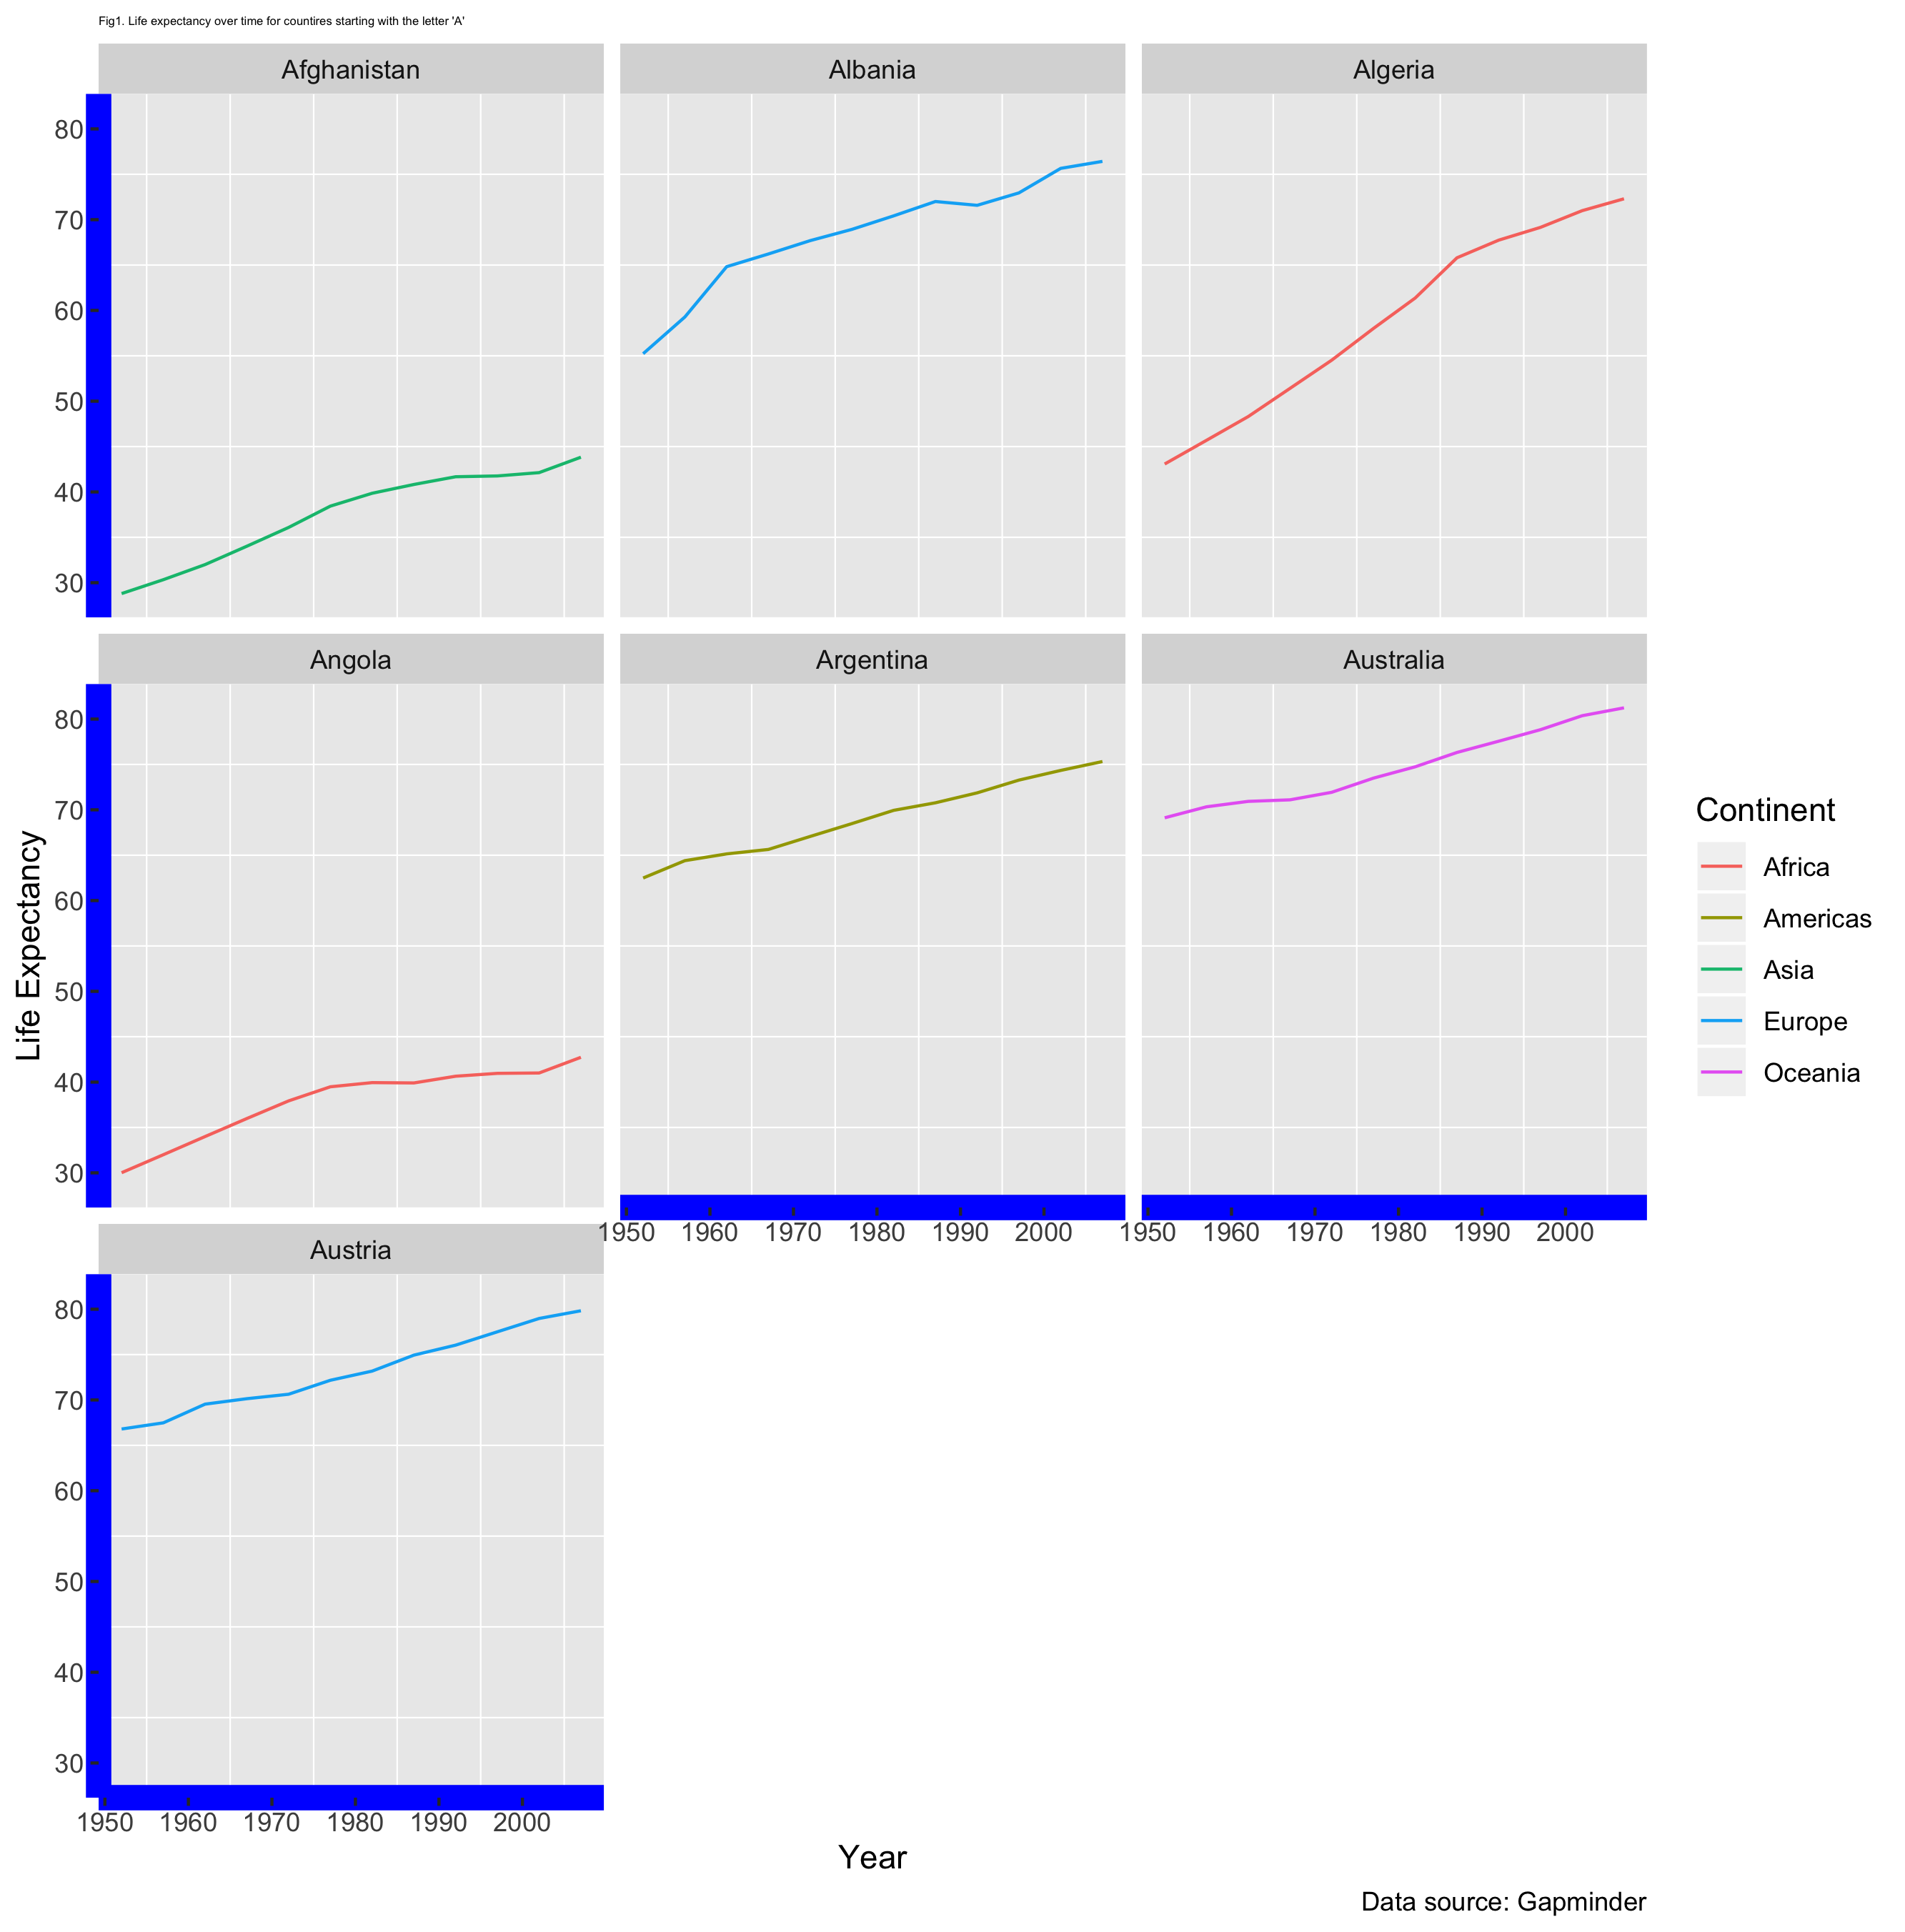 Fig1. Life expectancy over time for countires starting with the letter 'A'
Afghanistan
Albania
Algeria
80
70
60
50
40
30
Angola
Argentina
Australia
80
70
60
50
40
30
1950 1960 1970 1980 1990 2000
1950 1960 1970 1980 1990 2000
Austria
80
70
60
50
40
30
1950 1960 1970 1980 1990 2000
Life Expectancy
Year
Continent
Africa
Americas
Asia
Europe
Oceania
Data source: Gapminder